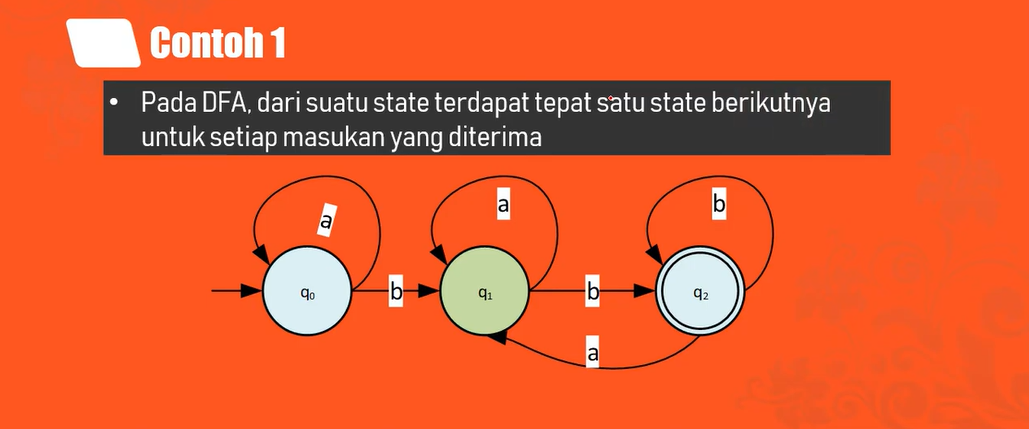 Contoh 1
• Pada DFA, dari suatu state terdapat tepat satu state berikutnya
untuk setiap masukan yang diterima
a a b
q₀ b q₁ b q₂
a